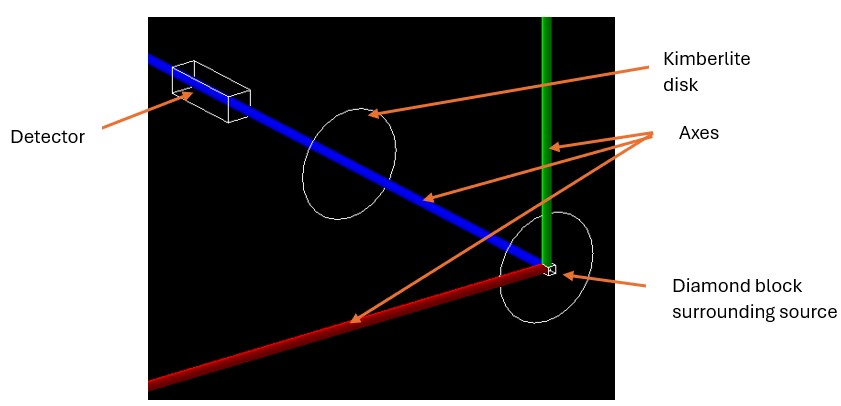 Kimberlite
disk
Detector
Axes
Diamond block
surrounding source